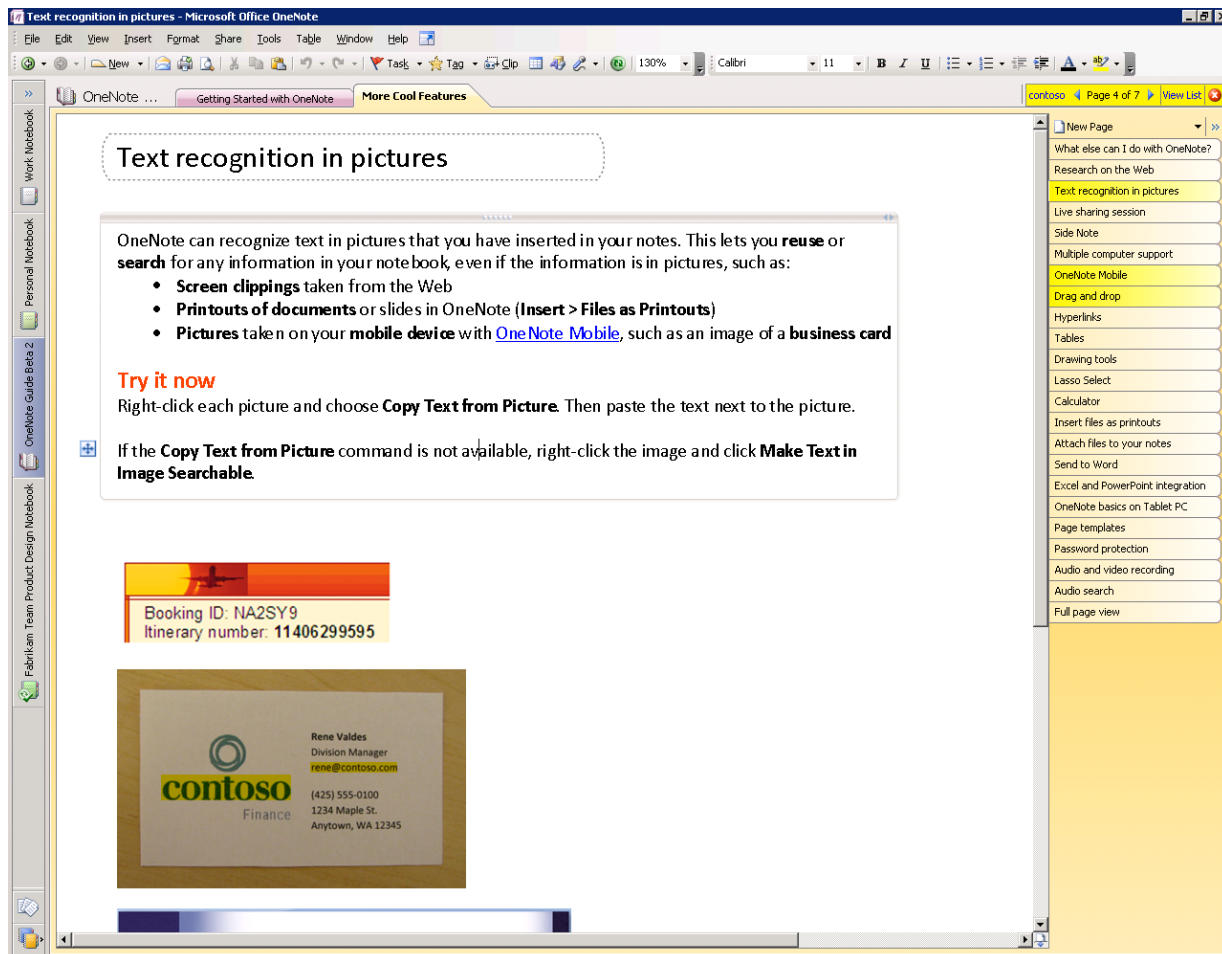 Text recognition in pictures - Microsoft Office OneNote
File Edit View Insert Format Share Tools Table Window Help
New Task Tag Clip 130% Calibri 11 B I U A ab
OneNote ... Getting Started with OneNote More Cool Features contoso Page 4 of 7 View List
Work Notebook
Personal Notebook
OneNote Guide Beta 2
Fabrikam Team Product Design Notebook
Text recognition in pictures
OneNote can recognize text in pictures that you have inserted in your notes. This lets you reuse or
search for any information in your notebook, even if the information is in pictures, such as:
• Screen clippings taken from the Web
• Printouts of documents or slides in OneNote (Insert > Files as Printouts)
• Pictures taken on your mobile device with OneNote Mobile, such as an image of a business card
Try it now
Right-click each picture and choose Copy Text from Picture. Then paste the text next to the picture.
If the Copy Text from Picture command is not available, right-click the image and click Make Text in
Image Searchable.
Booking ID: NA2SY9
Itinerary number: 11406299595
contoso
Finance
Rene Valdes
Division Manager
rene@contoso.com
(425) 555-0100
1234 Maple St.
Anytown, WA 12345
New Page
What else can I do with OneNote?
Research on the Web
Text recognition in pictures
Live sharing session
Side Note
Multiple computer support
OneNote Mobile
Drag and drop
Hyperlinks
Tables
Drawing tools
Lasso Select
Calculator
Insert files as printouts
Attach files to your notes
Send to Word
Excel and PowerPoint integration
OneNote basics on Tablet PC
Page templates
Password protection
Audio and video recording
Audio search
Full page view